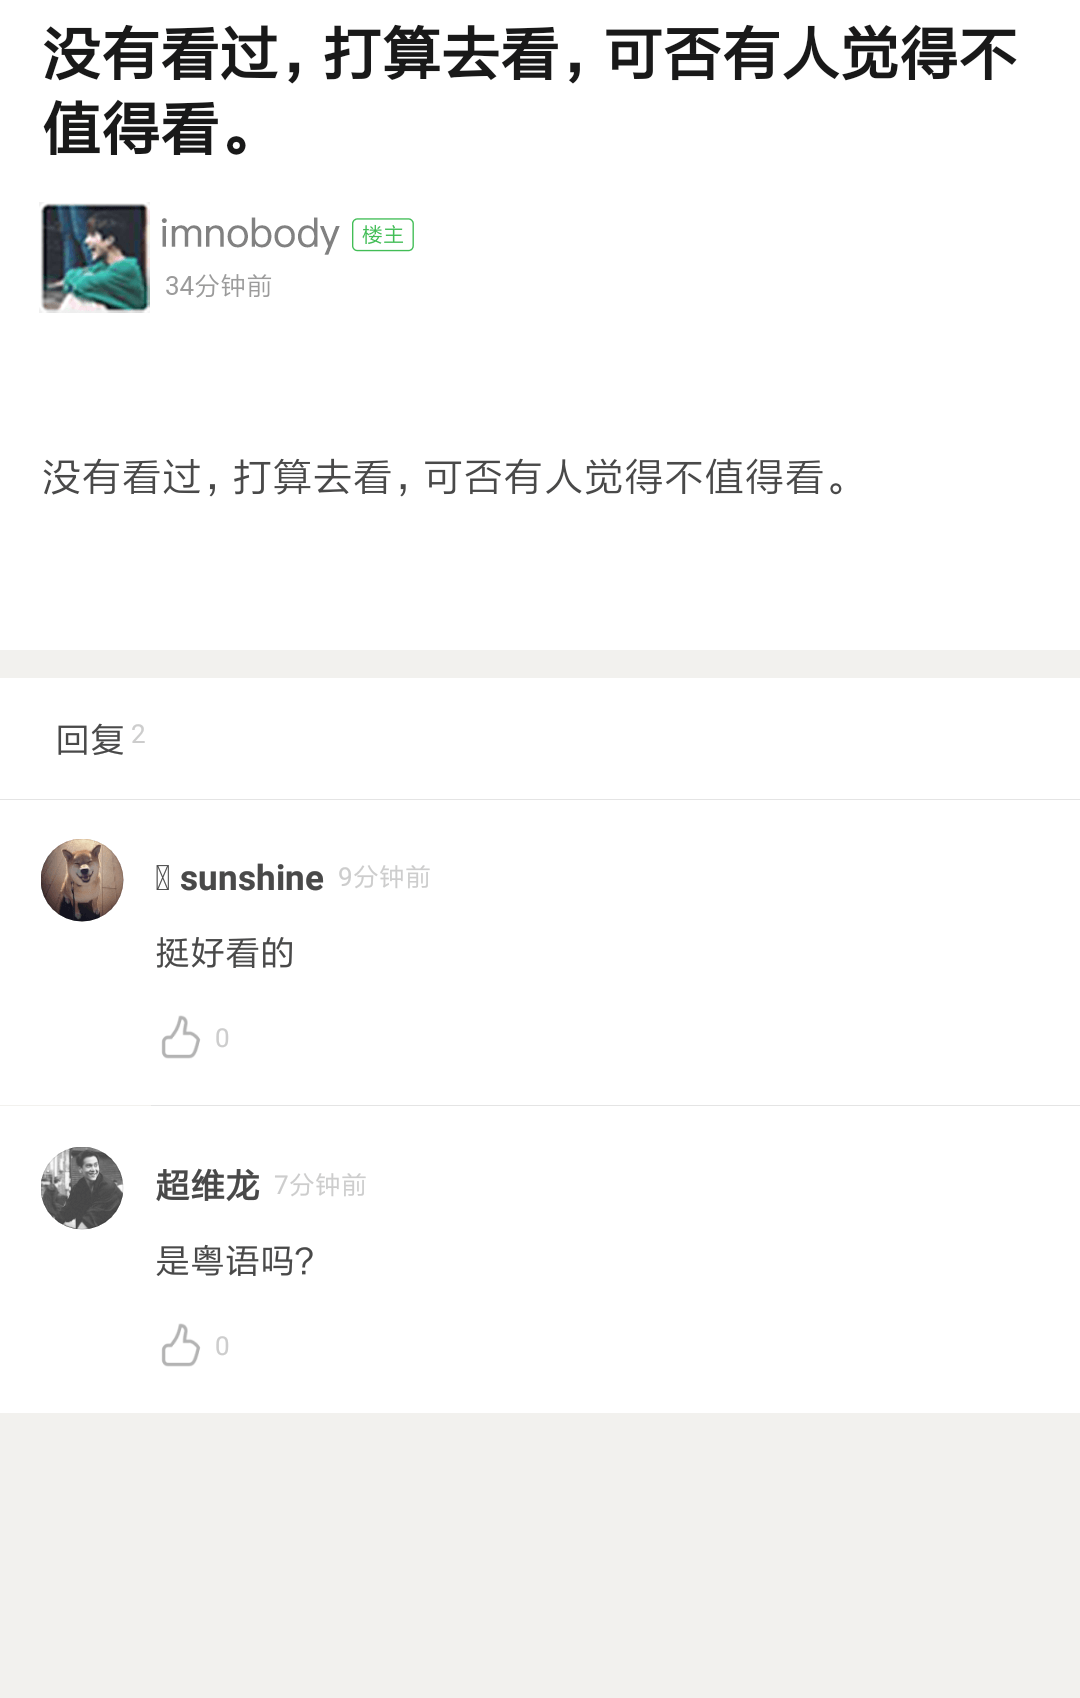 没有看过，打算去看，可否有人觉得不
值得看。
imnobody 楼主
34分钟前
没有看过，打算去看，可否有人觉得不值得看。
回复 2
sunshine 9分钟前
挺好看的
0
超维龙 7分钟前
是粤语吗？
0